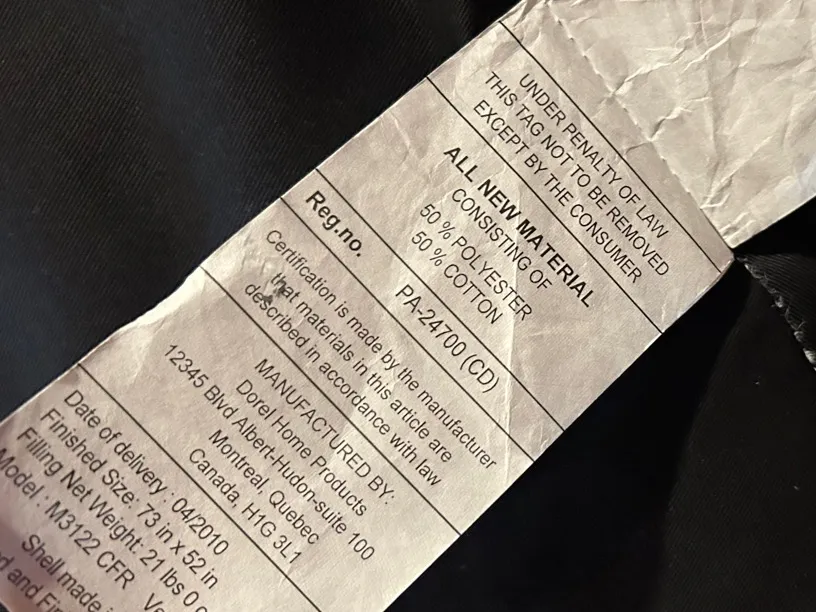 UNDER PENALTY OF LAW
THIS TAG NOT TO BE REMOVED
EXCEPT BY THE CONSUMER
ALL NEW MATERIAL
CONSISTING OF
50 % POLYESTER
50 % COTTON
Reg.no.
PA-24700 (CD)
Certification is made by the manufacturer
that materials in this article are
described in accordance with law
MANUFACTURED BY:
Dorel Home Products
12345 Blvd Albert-Hudon-suite 100
Montreal, Quebec
Canada, H1G 3L1
Date of delivery : 04/2010
Finished Size: 73 in x 52 in
Filling Net Weight: 21 lbs 0
Model : M3122 CFR
Shell made
and